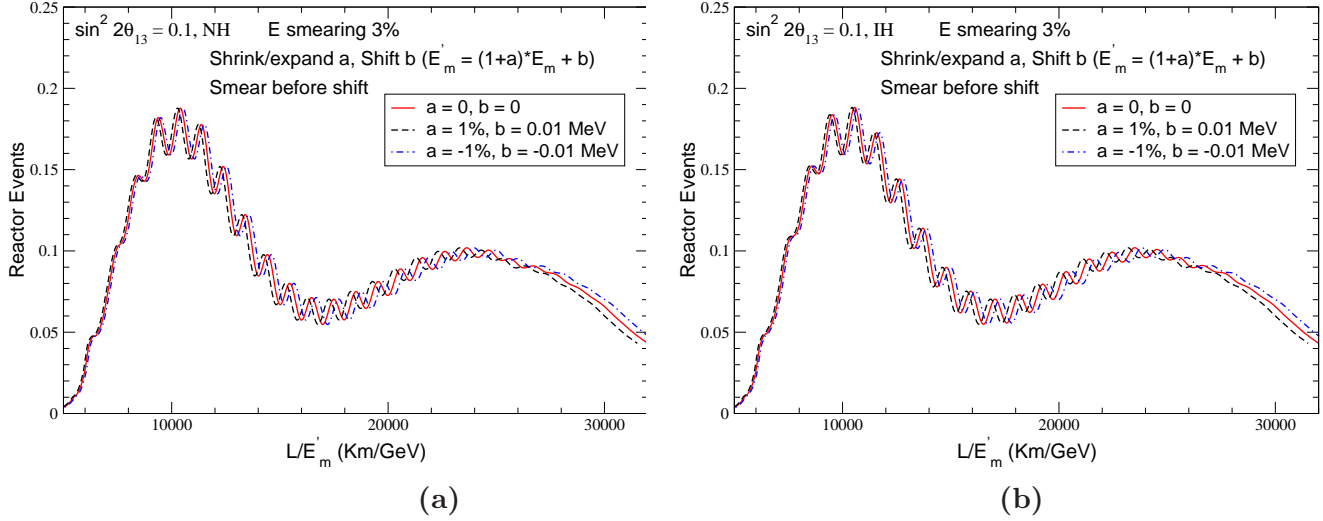 sin² 2θ₁₃ = 0.1, NH E smearing 3%
Shrink/expand a, Shift b (E'ₘ = (1+a)*Eₘ + b)
Smear before shift
a = 0, b = 0
a = 1%, b = 0.01 MeV
a = -1%, b = -0.01 MeV
Reactor Events
0.25
0.2
0.15
0.1
0.05
0
10000 20000 30000
L/E'ₘ (Km/GeV)
(a)
sin² 2θ₁₃ = 0.1, IH E smearing 3%
Shrink/expand a, Shift b (E'ₘ = (1+a)*Eₘ + b)
Smear before shift
a = 0, b = 0
a = 1%, b = 0.01 MeV
a = -1%, b = -0.01 MeV
Reactor Events
0.25
0.2
0.15
0.1
0.05
0
10000 20000 30000
L/E'ₘ (Km/GeV)
(b)